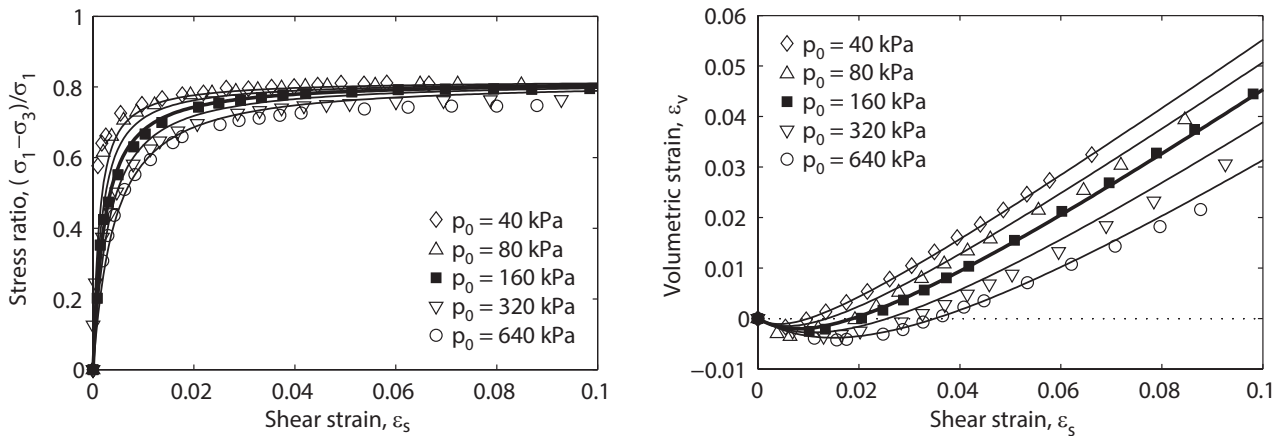 1
0.8
0.6
0.4
0.2
0
0
0.02
0.04
0.06
0.08
0.1
Stress ratio, (σ₁−σ₃)/σ₁
Shear strain, εₛ
p₀ = 40 kPa
p₀ = 80 kPa
p₀ = 160 kPa
p₀ = 320 kPa
p₀ = 640 kPa
0.06
0.05
0.04
0.03
0.02
0.01
0
−0.01
0
0.02
0.04
0.06
0.08
0.1
Volumetric strain, εᵥ
Shear strain, εₛ
p₀ = 40 kPa
p₀ = 80 kPa
p₀ = 160 kPa
p₀ = 320 kPa
p₀ = 640 kPa